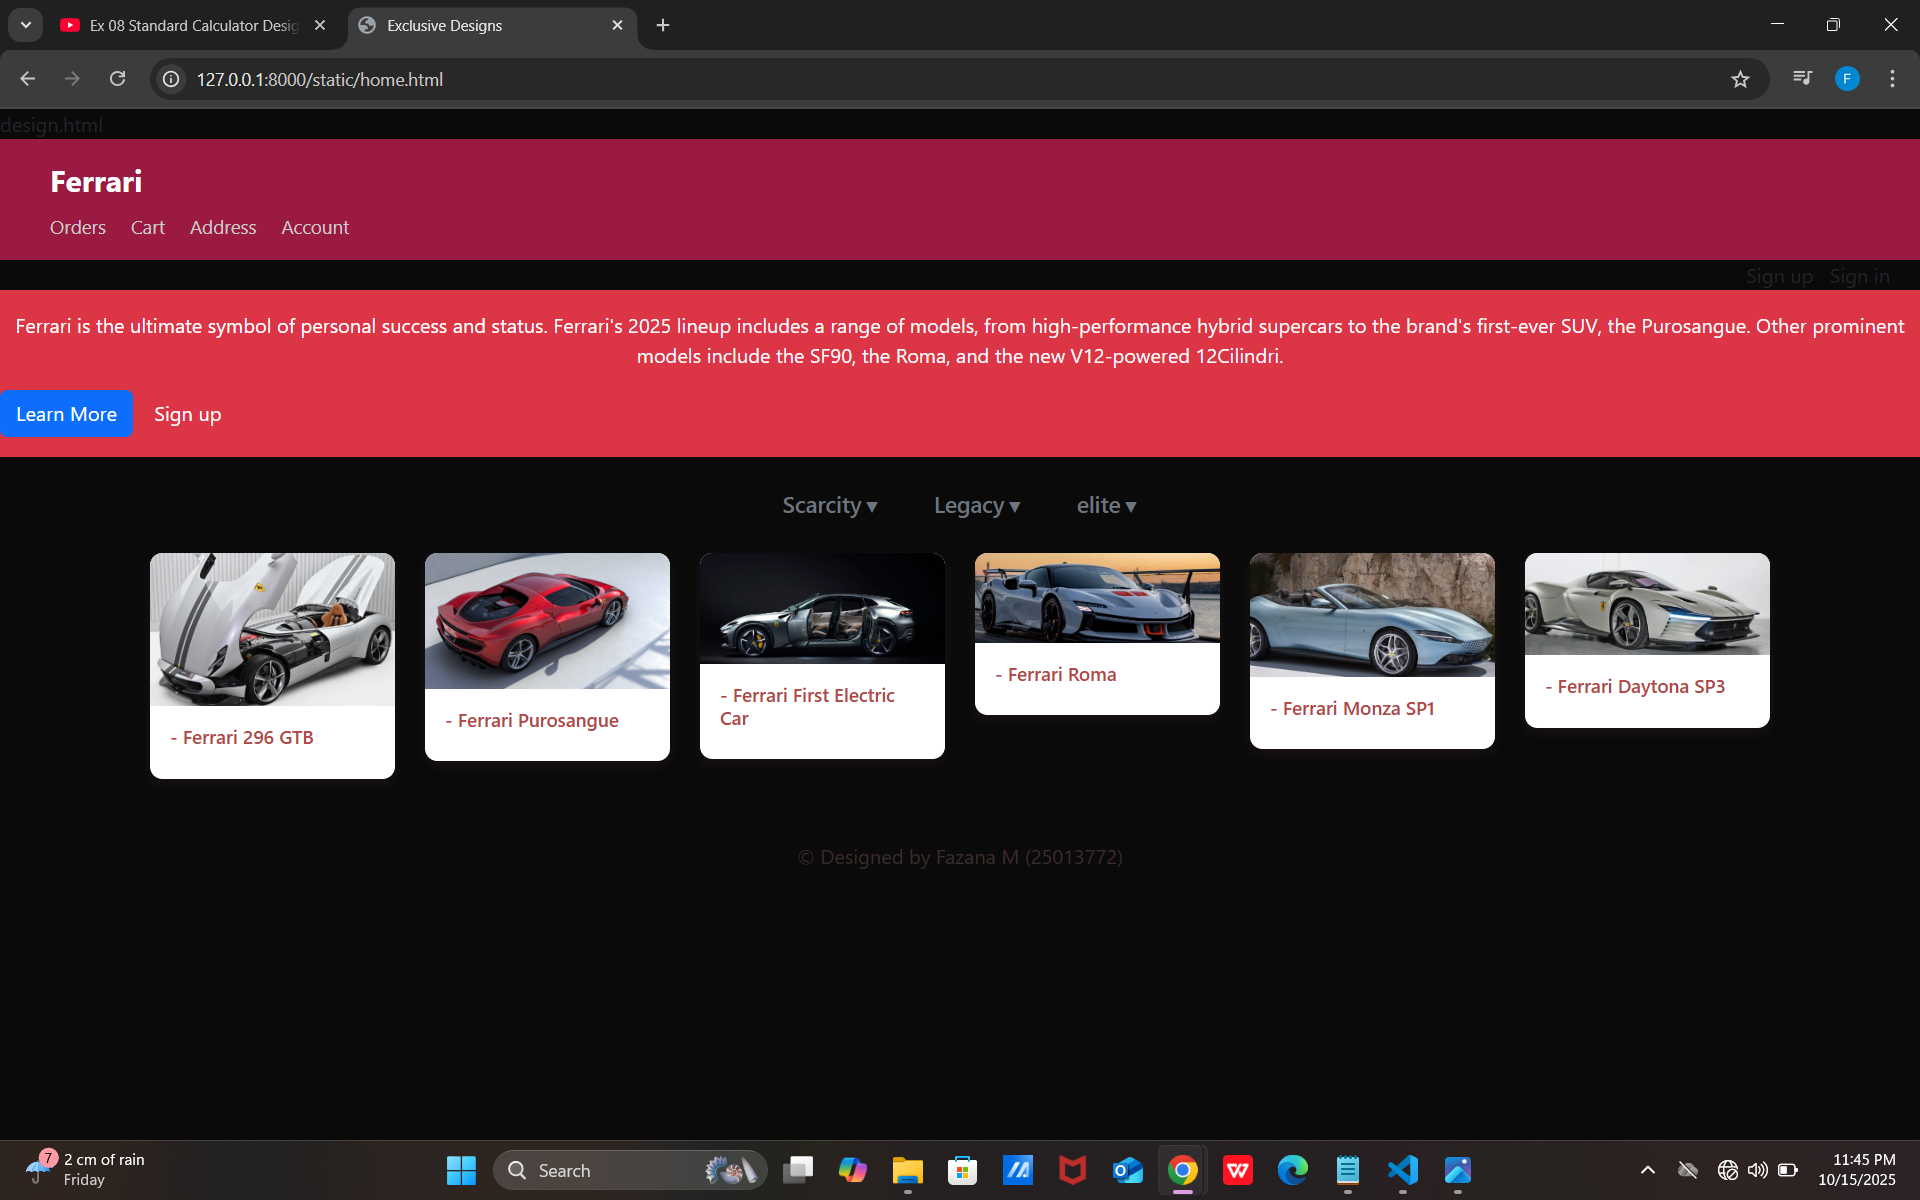 Ex 08 Standard Calculator Desig
Exclusive Designs
127.0.0.1:8000/static/home.html
F
design.html
Ferrari
Orders Cart Address Account
Sign up Sign in
Ferrari is the ultimate symbol of personal success and status. Ferrari's 2025 lineup includes a range of models, from high-performance hybrid supercars to the brand's first-ever SUV, the Purosangue. Other prominent
models include the SF90, the Roma, and the new V12-powered 12Cilindri.
Learn More Sign up
Scarcity ▾ Legacy ▾ elite ▾
- Ferrari 296 GTB
- Ferrari Purosangue
- Ferrari First Electric
Car
- Ferrari Roma
- Ferrari Monza SP1
- Ferrari Daytona SP3
© Designed by Fazana M (25013772)
7
2 cm of rain
Friday
Search
11:45 PM
10/15/2025